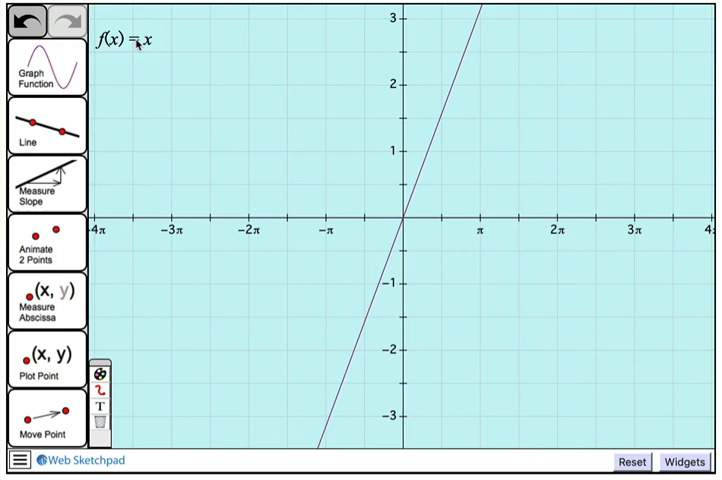 f(x) = x
Graph
Function
Line
Measure
Slope
Animate
2 Points
(x, y)
Measure
Abscissa
(x, y)
Plot Point
Move Point
T
3
2
1
-1
-2
-3
-4π
-3π
-2π
-π
π
2π
3π
4π
Web Sketchpad
Reset
Widgets